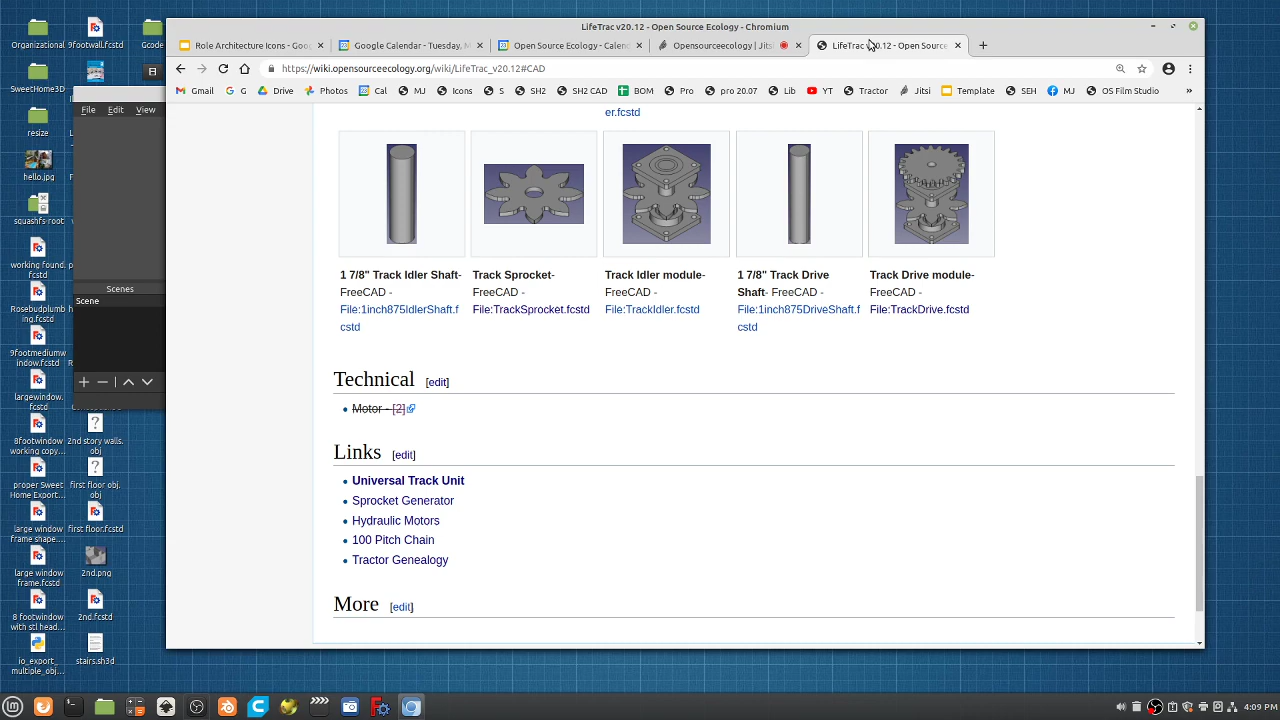 LifeTrac v20.12 - Open Source Ecology - Chromium
Role Architecture Icons - Goo
Google Calendar - Tuesday, M
Open Source Ecology - Calen
Opensourceecology | Jitsi
LifeTrac v20.12 - Open Source
https://wiki.opensourceecology.org/wiki/LifeTrac_v20.12#CAD
Gmail
G
Drive
Photos
Cal
MJ
Icons
S
SH2
SH2 CAD
BOM
Pro
pro 20.07
Lib
YT
Tractor
Jitsi
Template
SEH
MJ
OS Film Studio
er.fcstd
1 7/8" Track Idler Shaft-
FreeCAD -
File:1inch875IdlerShaft.f
cstd
Track Sprocket-
FreeCAD -
File:TrackSprocket.fcstd
Track Idler module-
FreeCAD -
File:TrackIdler.fcstd
1 7/8" Track Drive
Shaft- FreeCAD -
File:1inch875DriveShaft.f
cstd
Track Drive module-
FreeCAD -
File:TrackDrive.fcstd
Technical [edit]
Motor - [2]
Links [edit]
Universal Track Unit
Sprocket Generator
Hydraulic Motors
100 Pitch Chain
Tractor Genealogy
More [edit]
Organizational
9footwall.fcstd
Gcode
SweetHome3D
resize
hello.jpg
squashfs-root
working found.
fcstd
Rosebudplumb
ino.fcstd
9footmediumw
indow.fcstd
largewindow.
fcstd
8footwindow
working copy...
2nd story walls.
obj
proper Sweet
Home Export...
first floor obj.
obj
large window
frame shape....
first floor.fcstd
large window
frame.fcstd
2nd.png
8 footwindow
with stl head...
2nd.fcstd
io_export_
multiple_obj...
stairs.sh3d
File Edit View
Scenes
Scene
4:09 PM